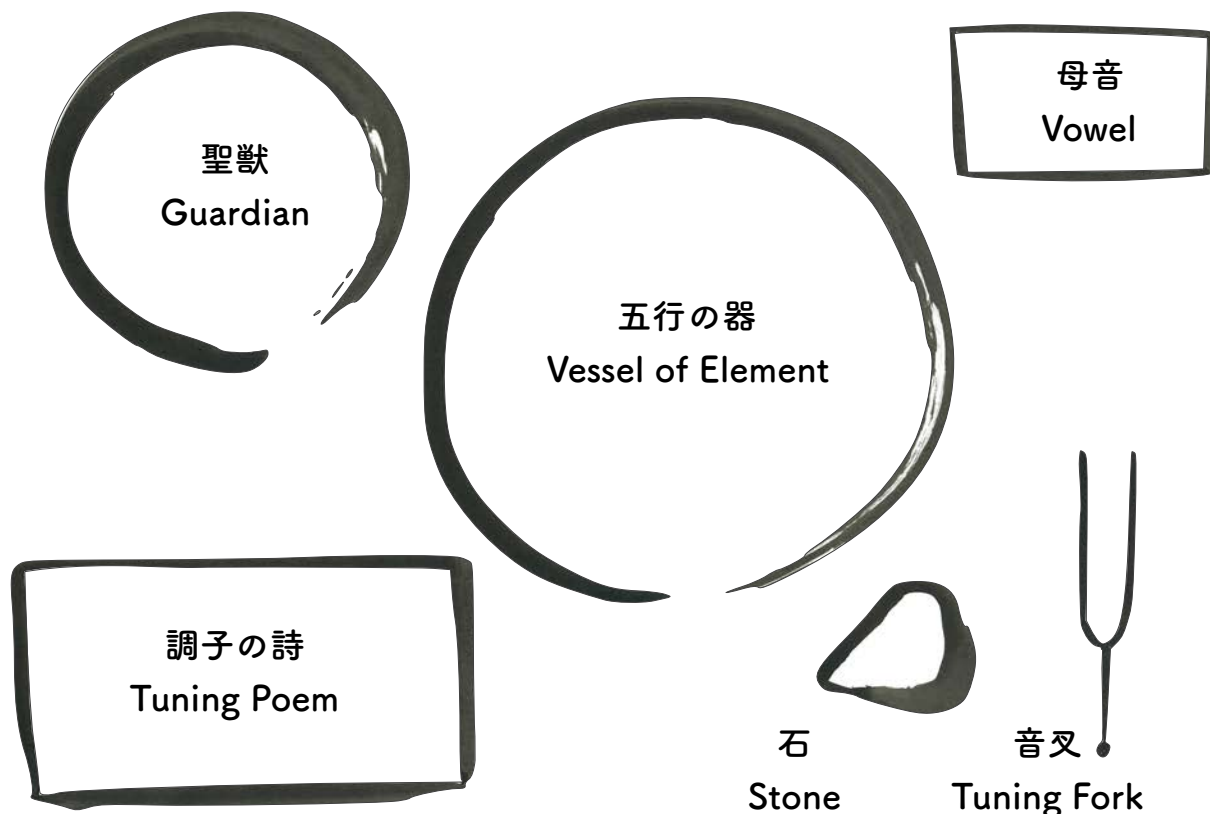 聖獣
Guardian
母音
Vowel
五行の器
Vessel of Element
調子の詩
Tuning Poem
石
Stone
音叉
Tuning Fork